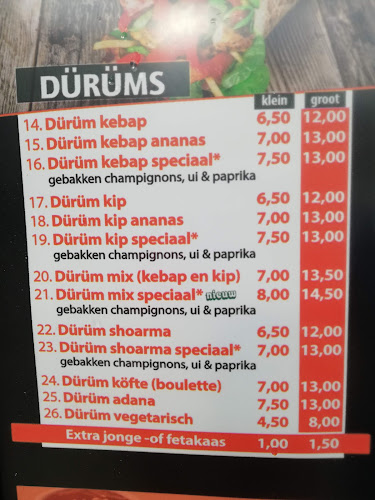 DÜRÜMS
klein groot
14. Dürüm kebap 6,50 12,00
15. Dürüm kebap ananas 7,00 13,00
16. Dürüm kebap speciaal* 7,50 13,00
gebakken champignons, ui & paprika
17. Dürüm kip 6,50 12,00
18. Dürüm kip ananas 7,00 13,00
19. Dürüm kip speciaal* 7,50 13,00
gebakken champignons, ui & paprika
20. Dürüm mix (kebap en kip) 7,00 13,50
21. Dürüm mix speciaal* nieuw 8,00 14,50
gebakken champignons, ui & paprika
22. Dürüm shoarma 6,50 12,00
23. Dürüm shoarma speciaal* 7,00 13,00
gebakken champignons, ui & paprika
24. Dürüm köfte (boulette) 7,00 13,00
25. Dürüm adana 7,50 13,00
26. Dürüm vegetarisch 4,50 8,00
Extra jonge -of fetakaas 1,00 1,50